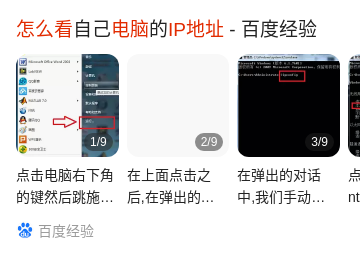 怎么看自己电脑的IP地址 - 百度经验
1/9
2/9
3/9
点击电脑右下角
的键然后跳施…
在上面点击之
后,在弹出的…
在弹出的对话
中,我们手动…
点
nt
百度经验